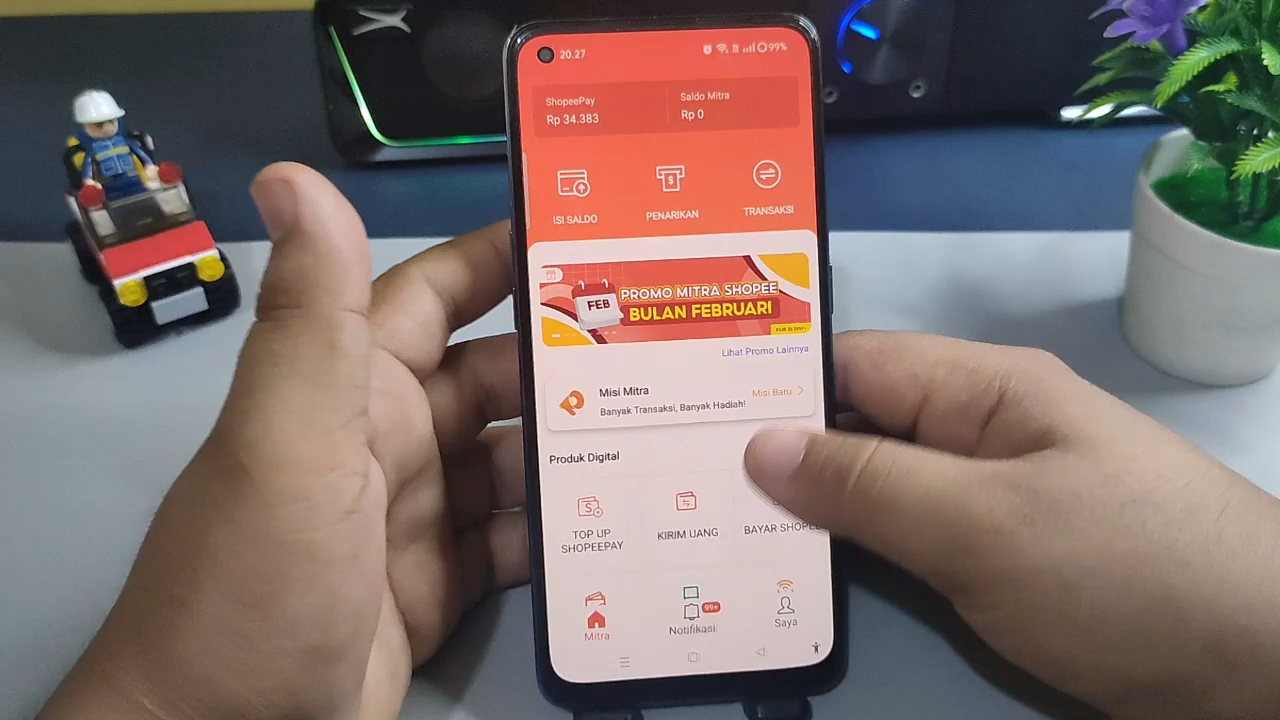 20.27
99%
ShopeePay
Saldo Mitra
Rp 34.383
Rp 0
ISI SALDO
PENARIKAN
TRANSAKSI
FEB
PROMO MITRA SHOPEE
BULAN FEBRUARI
Lihat Promo Lainnya
Misi Mitra
Misi Baru
Banyak Transaksi, Banyak Hadiah!
Produk Digital
TOP UP
SHOPEEPAY
KIRIM UANG
BAYAR SHOPEE
Mitra
99+
Notifikasi
Saya